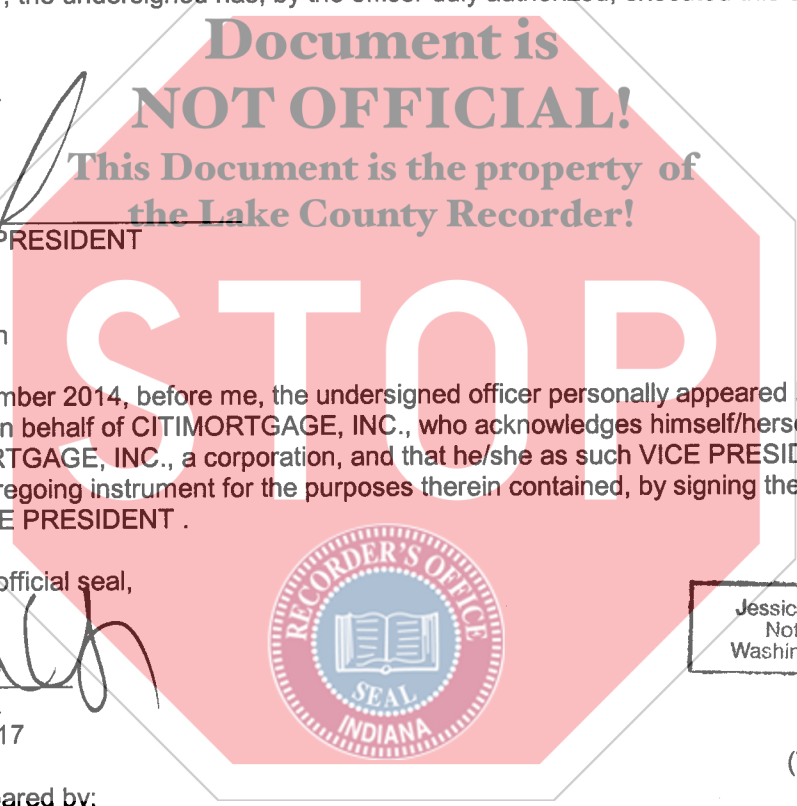 , the undersigned has, by the officer duly authorized, executed this
Document is
NOT OFFICIAL!
This Document is the property of
the Lake County Recorder!
PRESIDENT
STOP
mber 2014, before me, the undersigned officer personally appeared
n behalf of CITIMORTGAGE, INC., who acknowledges himself/herse
RTGAGE, INC., a corporation, and that he/she as such VICE PRESID
regoing instrument for the purposes therein contained, by signing the
E PRESIDENT .
official seal,
RECORDER'S OFFICE
SEAL
INDIANA
Jessic
Not
Washin
17
(
pared by: